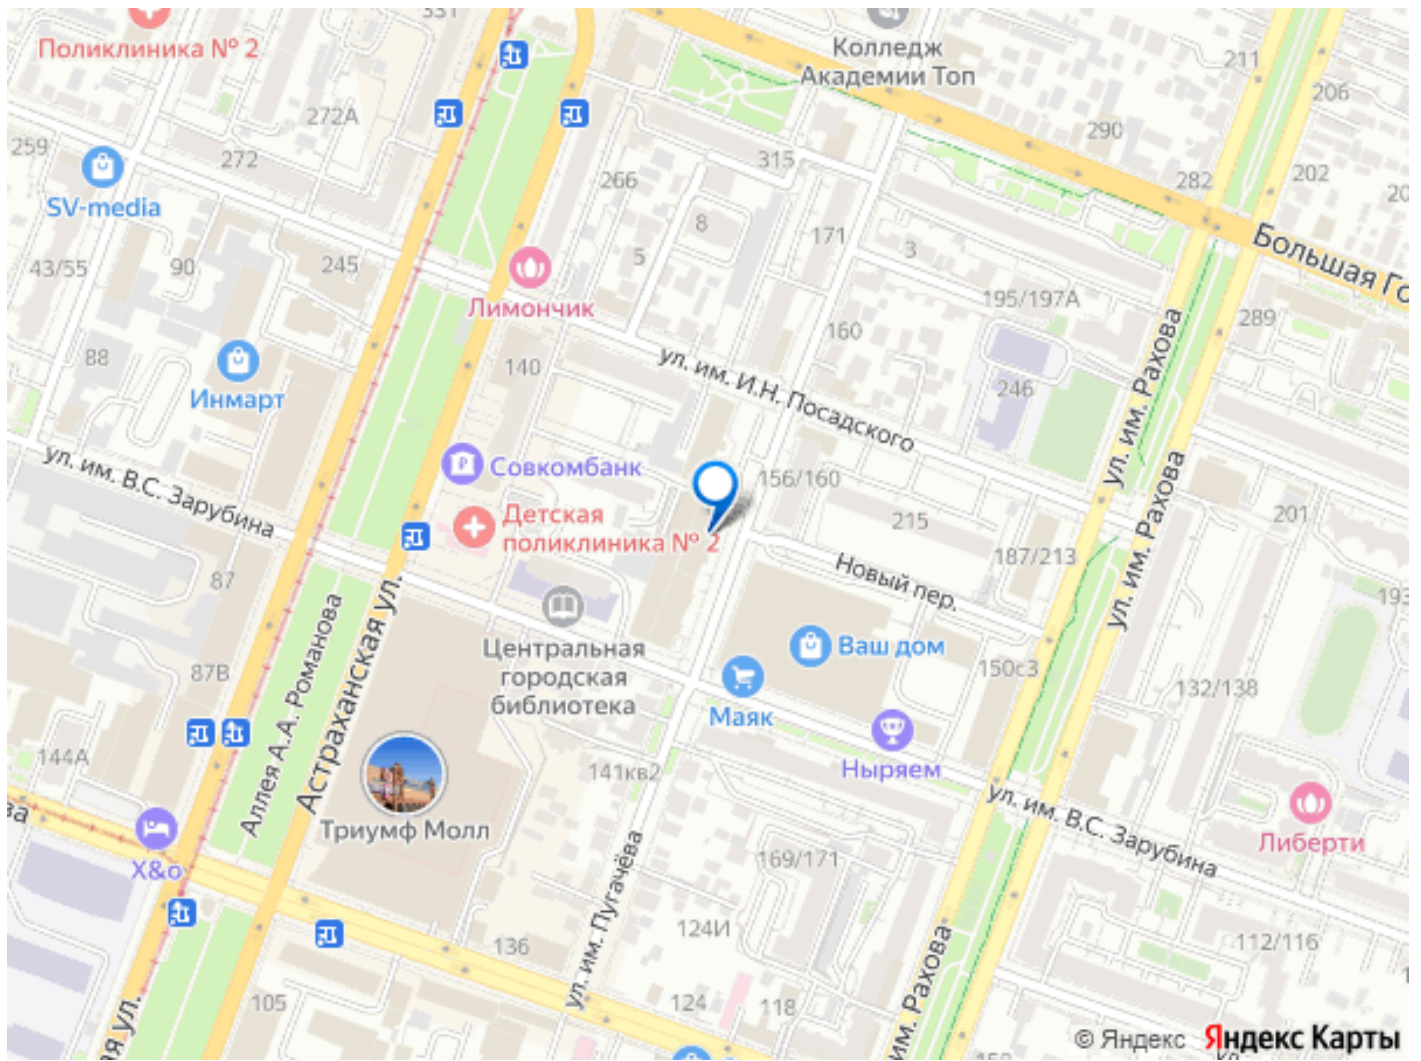 331
Поликлиника № 2
Колледж
Академии Топ
211
206
272А
290
259
272
315
266
282
202
20
SV-media
8
171
Большая Го
43/55
90
245
5
3
Лимончик
195/197А
289
160
88
Инмарт
140
ул. им. И.Н. Посадского
246
ул. им. Рахова
ул. им. Рахова
ул. им. В.С. Зарубина
Совкомбанк
156/160
Детская
поликлиника № 2
215
201
187/213
Новый пер.
87
193
Аллея А.А. Романова
Астраханская ул.
Центральная
городская
библиотека
Ваш дом
150с3
87В
132/138
Маяк
144А
Ныряем
141кв2
ва
Триумф Молл
ул. им. В.С. Зарубина
Либерти
Х&о
169/171
ул. им. Пугачёва
124И
136
112/116
им. Рахова
105
124
118
ая ул.
© Яндекс Яндекс Карты